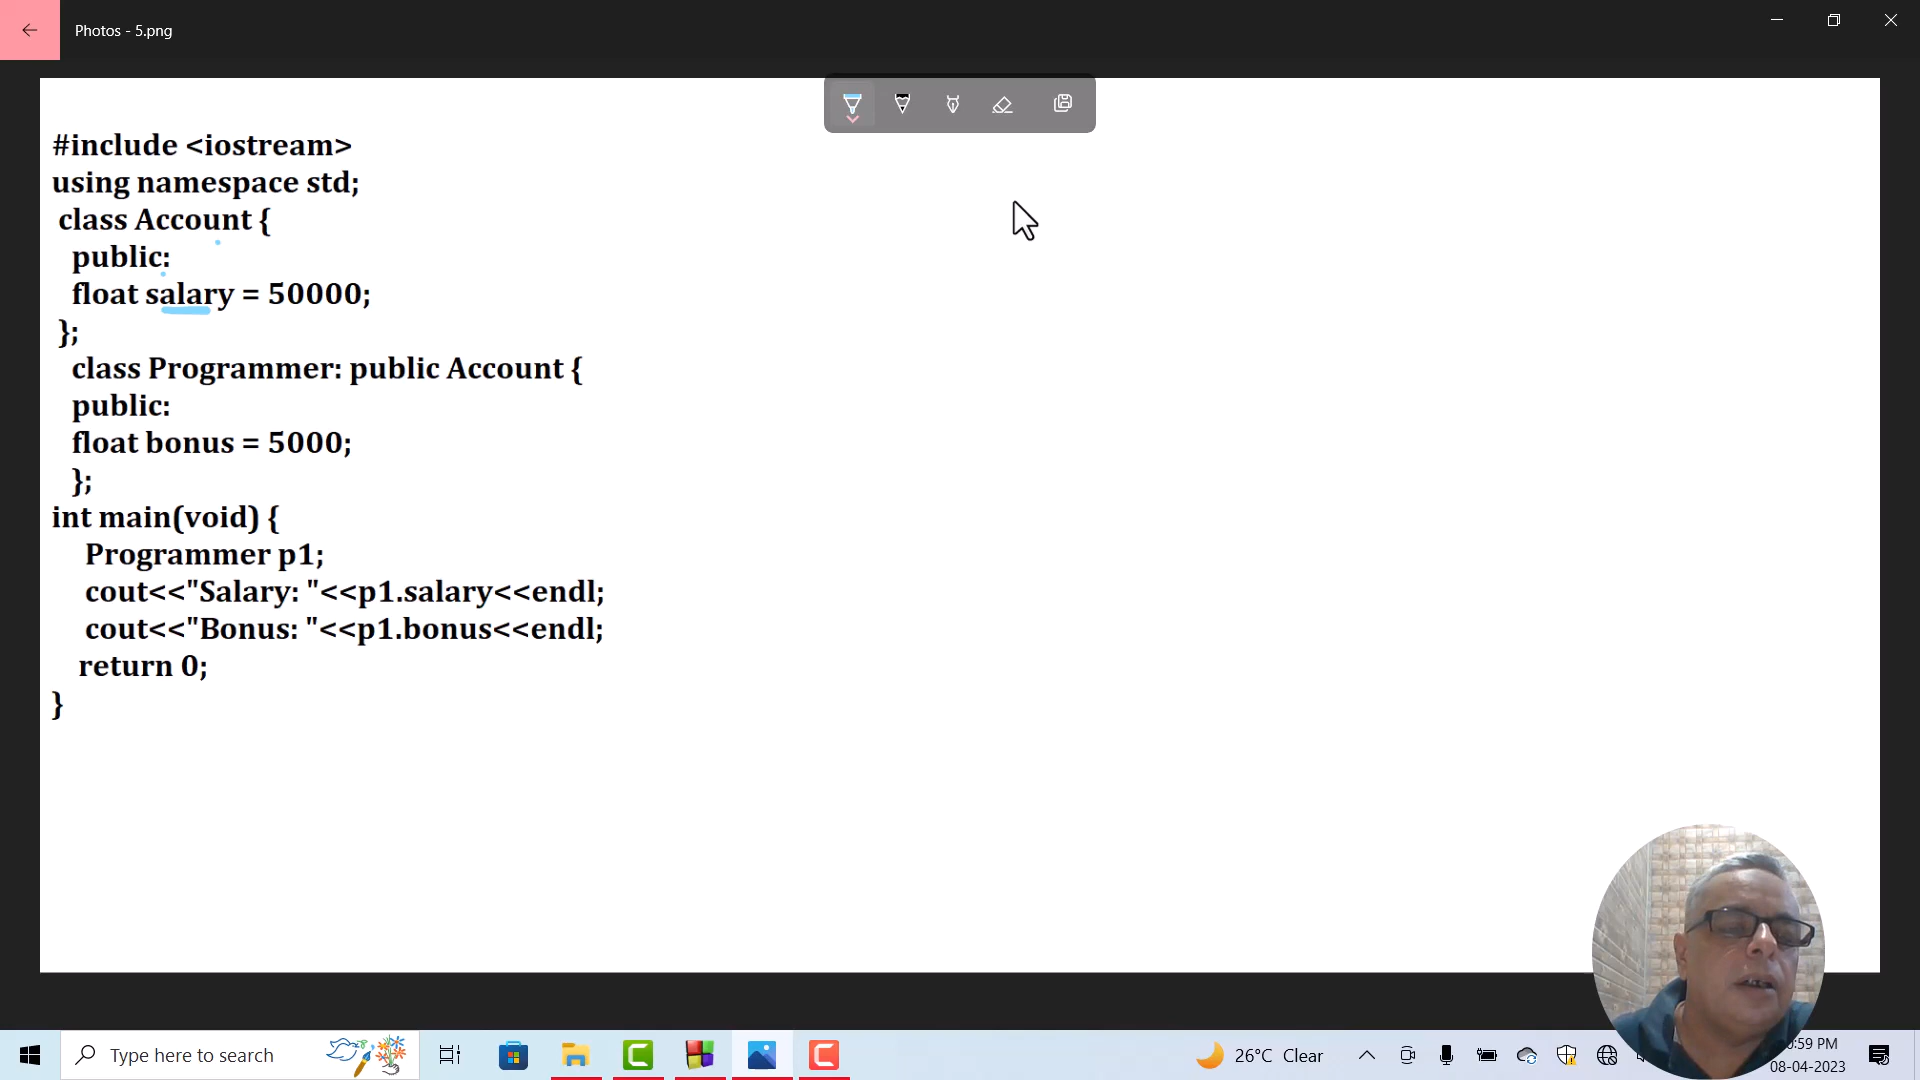 Photos - 5.png
#include <iostream>
using namespace std;
class Account {
public:
float salary = 50000;
};
class Programmer: public Account {
public:
float bonus = 5000;
};
int main(void) {
Programmer p1;
cout<<"Salary: "<<p1.salary<<endl;
cout<<"Bonus: "<<p1.bonus<<endl;
return 0;
}
Type here to search
26°C Clear
:59 PM
08-04-2023